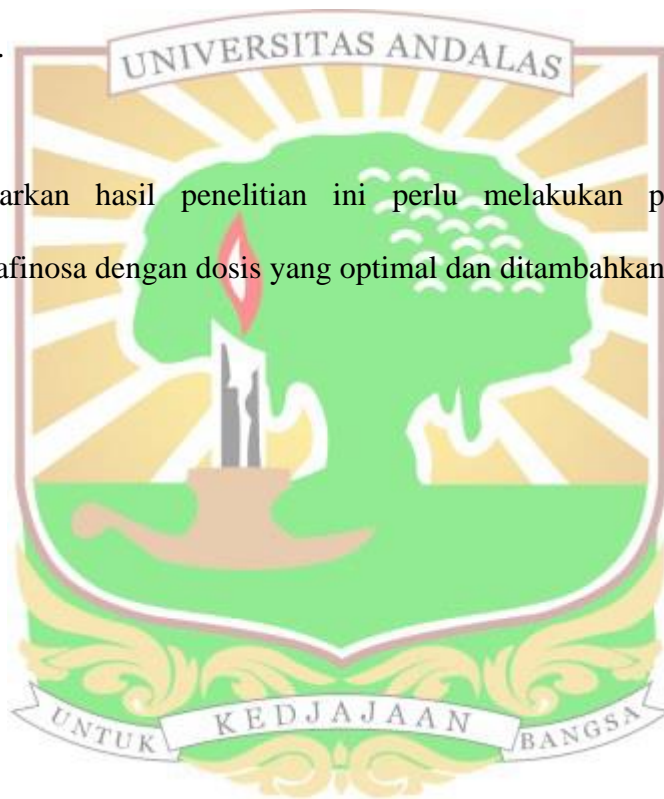 .
UNIVERSITAS ANDALAS
arkan hasil penelitian ini perlu melakukan p
afinosa dengan dosis yang optimal dan ditambahkan
UNTUK KEDJAJAAN BANGSA